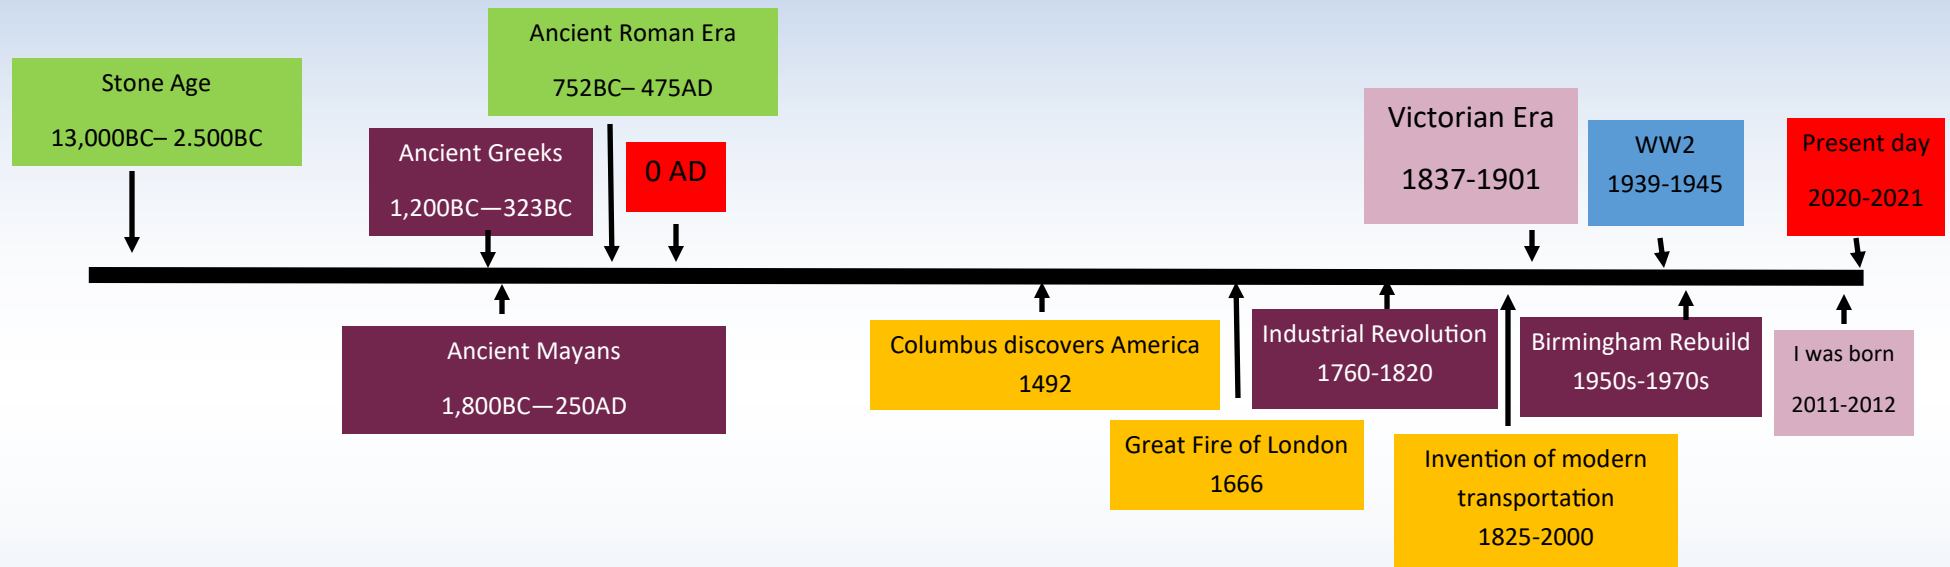 Stone Age
13,000BC– 2.500BC
Ancient Greeks
1,200BC—323BC
Ancient Roman Era
752BC– 475AD
0 AD
Victorian Era
1837-1901
WW2
1939-1945
Present day
2020-2021
Ancient Mayans
1,800BC—250AD
Columbus discovers America
1492
Great Fire of London
1666
Industrial Revolution
1760-1820
Invention of modern
transportation
1825-2000
Birmingham Rebuild
1950s-1970s
I was born
2011-2012